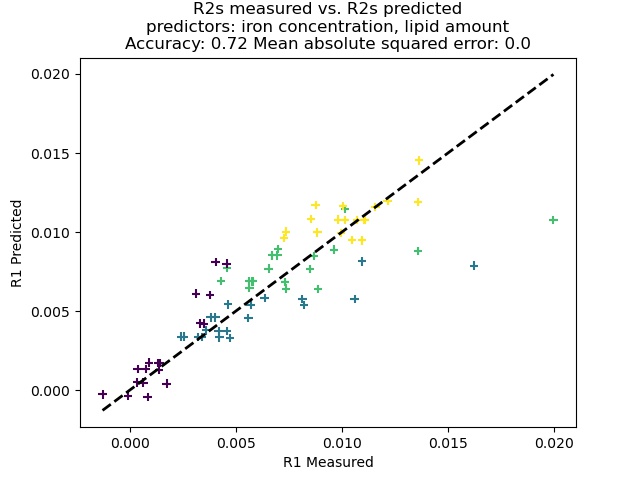 R2s measured vs. R2s predicted
predictors: iron concentration, lipid amount
Accuracy: 0.72 Mean absolute squared error: 0.0
0.020
0.015
0.010
0.005
0.000
R1 Predicted
0.000 0.005 0.010 0.015 0.020
R1 Measured